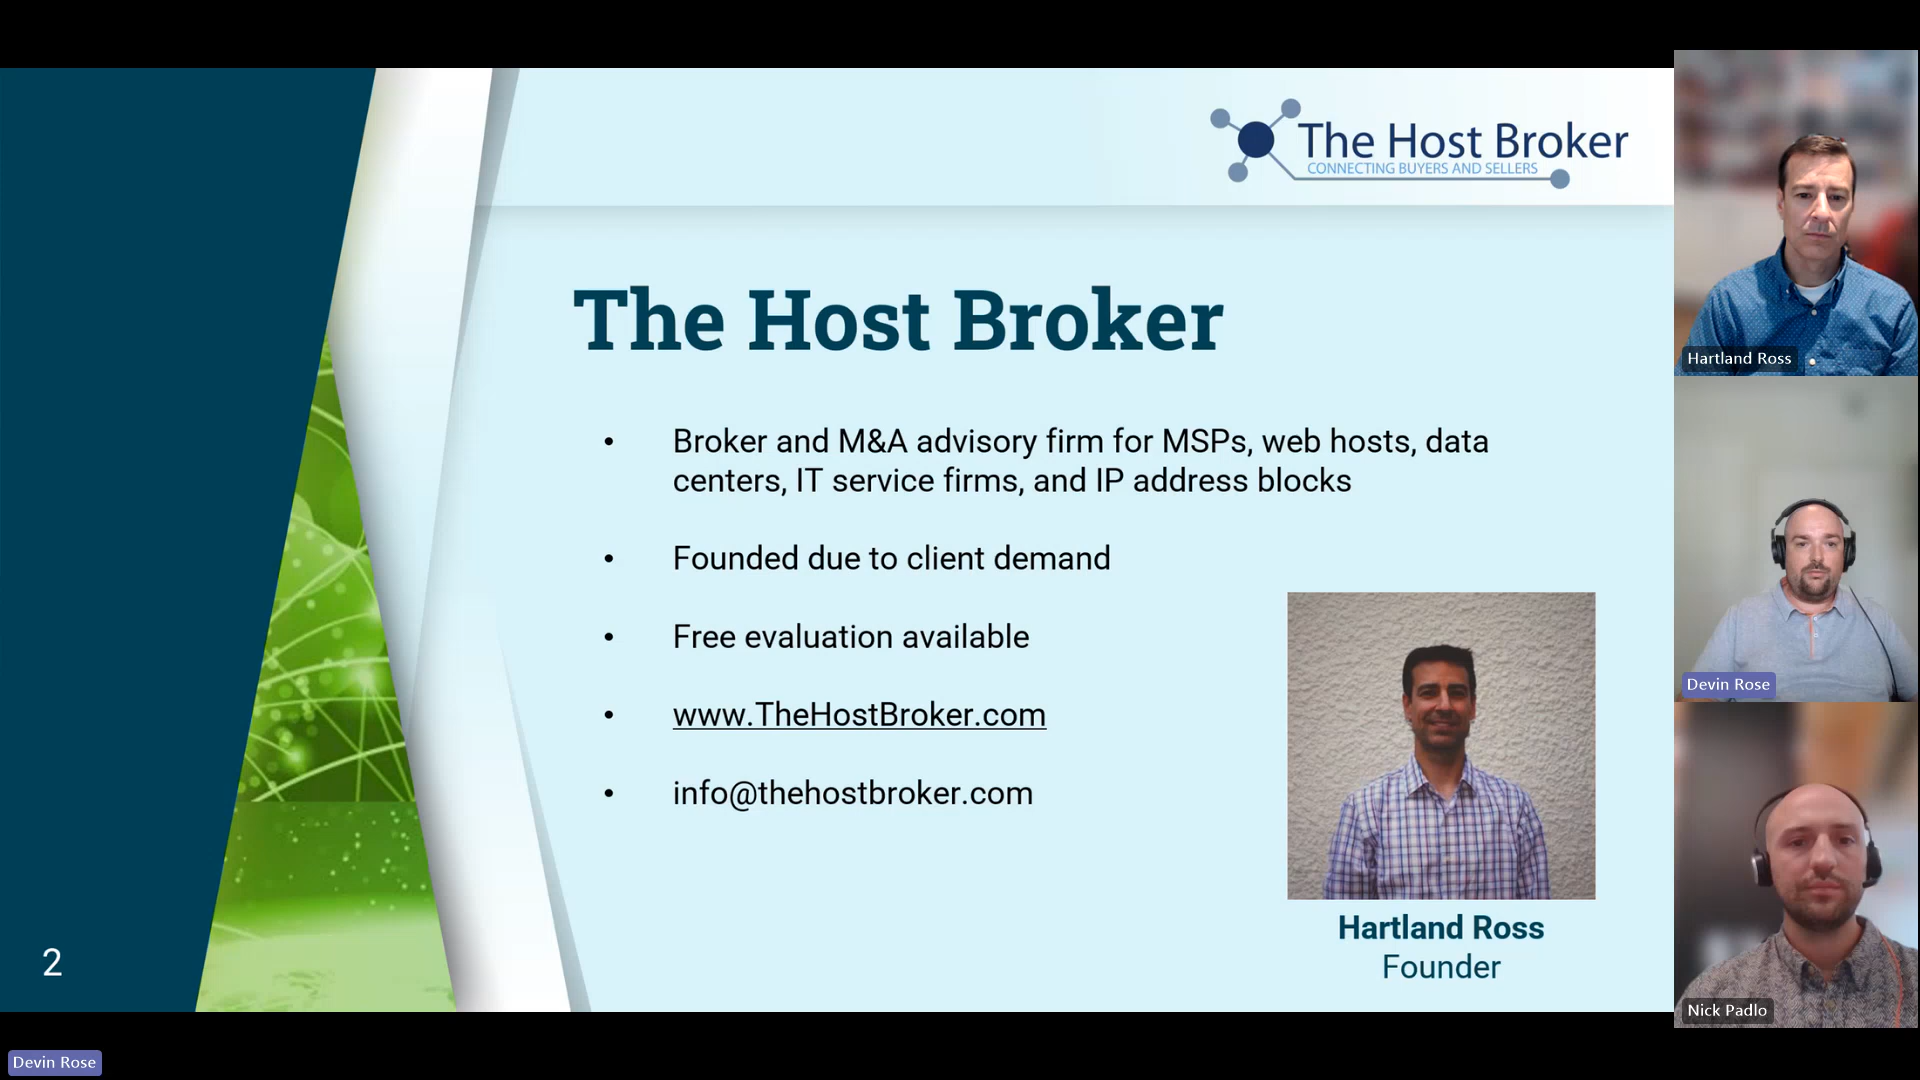 The Host Broker
CONNECTING BUYERS AND SELLERS
The Host Broker
• Broker and M&A advisory firm for MSPs, web hosts, data
centers, IT service firms, and IP address blocks
• Founded due to client demand
• Free evaluation available
• www.TheHostBroker.com
• info@thehostbroker.com
Hartland Ross
Founder
2
Hartland Ross
Devin Rose
Nick Padlo
Devin Rose